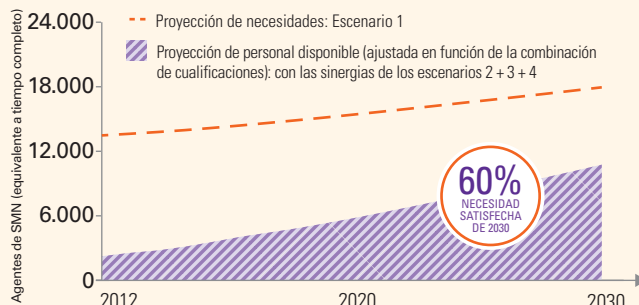 Agentes de SMN (equivalente a tiempo completo)
24.000
18.000
12.000
6.000
0
Proyección de necesidades: Escenario 1
Proyección de personal disponible (ajustada en función de la combinación
de cualificaciones): con las sinergias de los escenarios 2 + 3 + 4
60%
NECESIDAD
SATISFECHA
DE 2030
2012
2020
2030